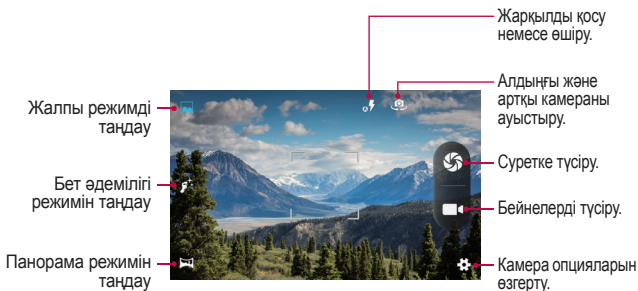 Жарқылды қосу
немесе өшіру.
Алдыңғы және
артқы камераны
ауыстыру.
Жалпы режимді
таңдау
Суретке түсіру.
Бет әдемілігі
режимін таңдау
Бейнелерді түсіру.
Панорама режимін
таңдау
Камера опцияларын
өзгерту.